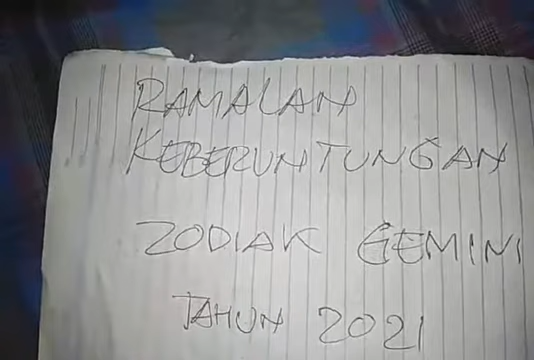 RAMALAN
KEBERUNTUNGAN
ZODIAK GEMINI
TAHUN 2021